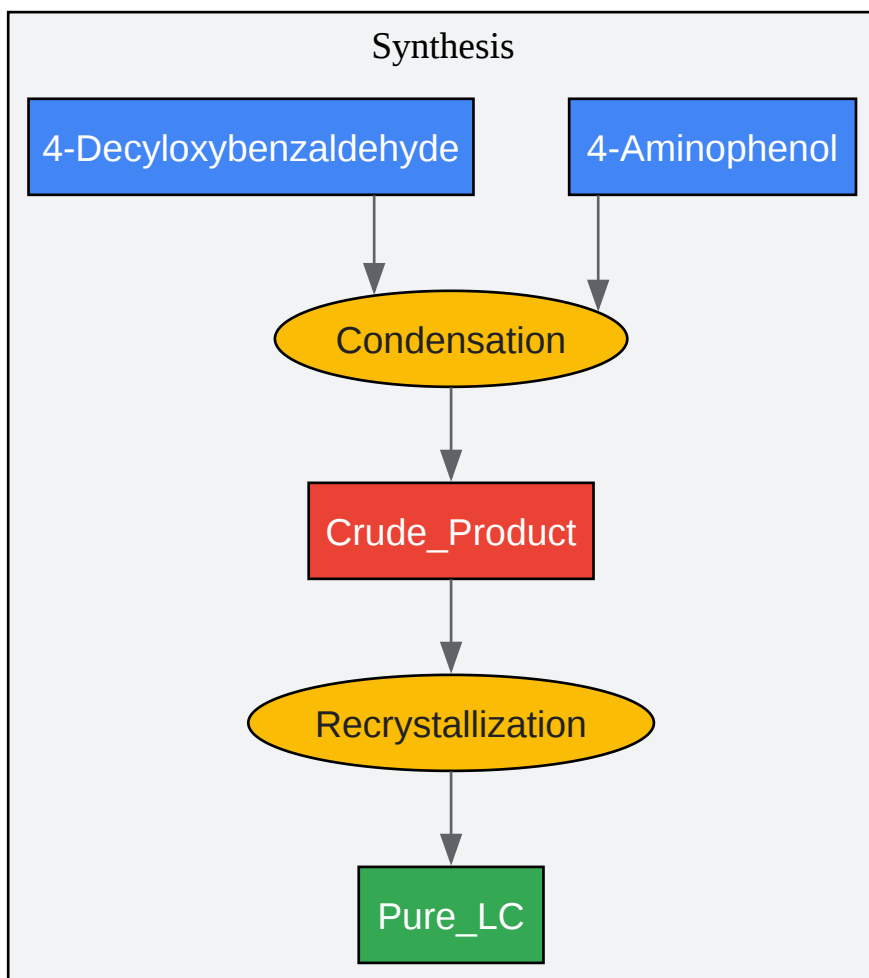 Synthesis
4-Decyloxybenzaldehyde
4-Aminophenol
Condensation
Crude_Product
Recrystallization
Pure_LC